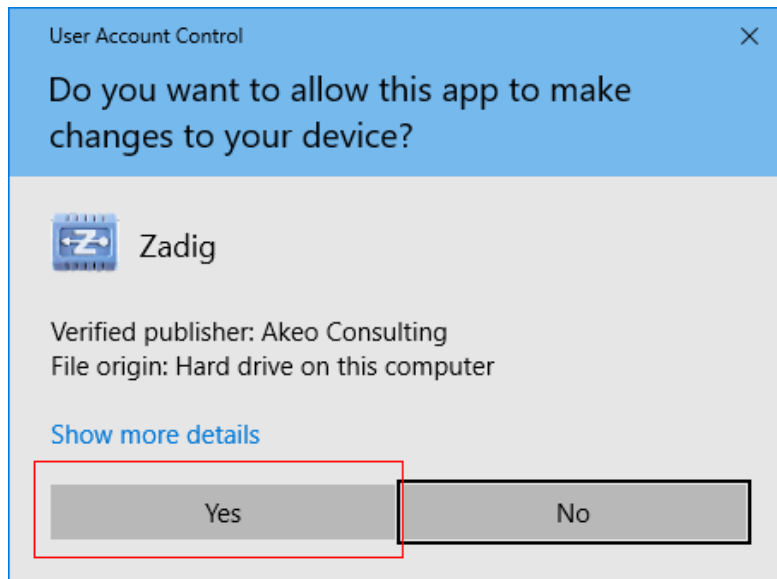 User Account Control
Do you want to allow this app to make
changes to your device?
Zadig
Verified publisher: Akeo Consulting
File origin: Hard drive on this computer
Show more details
Yes
No